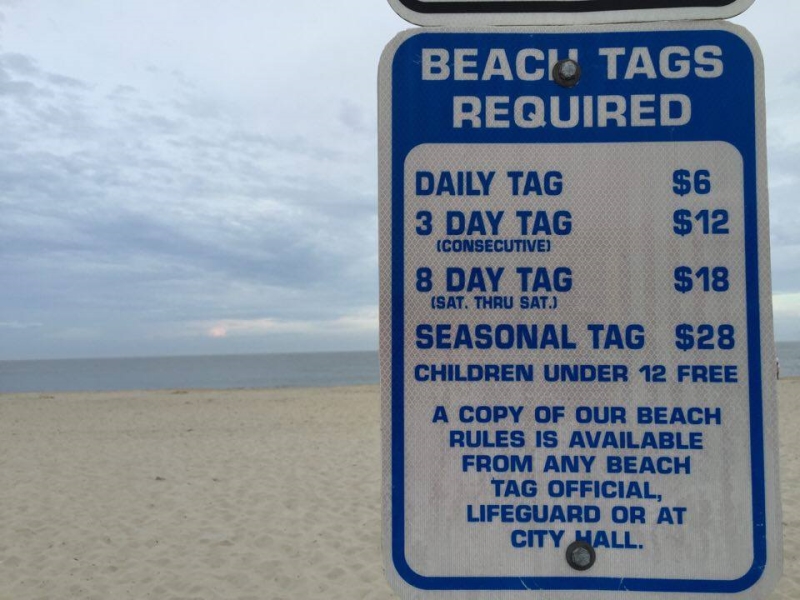 BEACH TAGS
REQUIRED
DAILY TAG $6
3 DAY TAG $12
(CONSECUTIVE)
8 DAY TAG $18
(SAT. THRU SAT.)
SEASONAL TAG $28
CHILDREN UNDER 12 FREE
A COPY OF OUR BEACH
RULES IS AVAILABLE
FROM ANY BEACH
TAG OFFICIAL,
LIFEGUARD OR AT
CITY HALL.